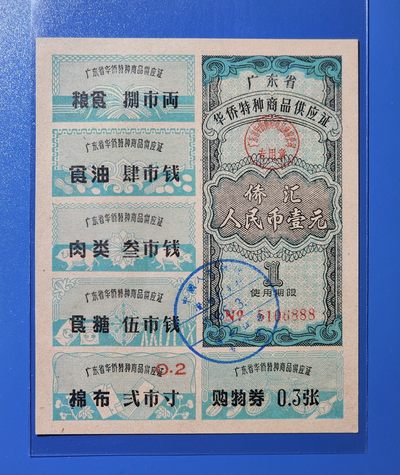 广东省华侨特种商品供应证
粮食 捌市両
广东省华侨特种商品供应证
食油 肆市钱
广东省华侨特种商品供应证
肉类 叁市钱
广东省华侨特种商品供应证
食糖 伍市钱
广东省华侨特种商品供应证
0.2
棉布 弍市寸
广东省
华侨特种商品供应证
专用章
侨汇
人民币壹元
1
使用期限
№ 5106888
广东省华侨特种商品供应证
购物券 0.3张